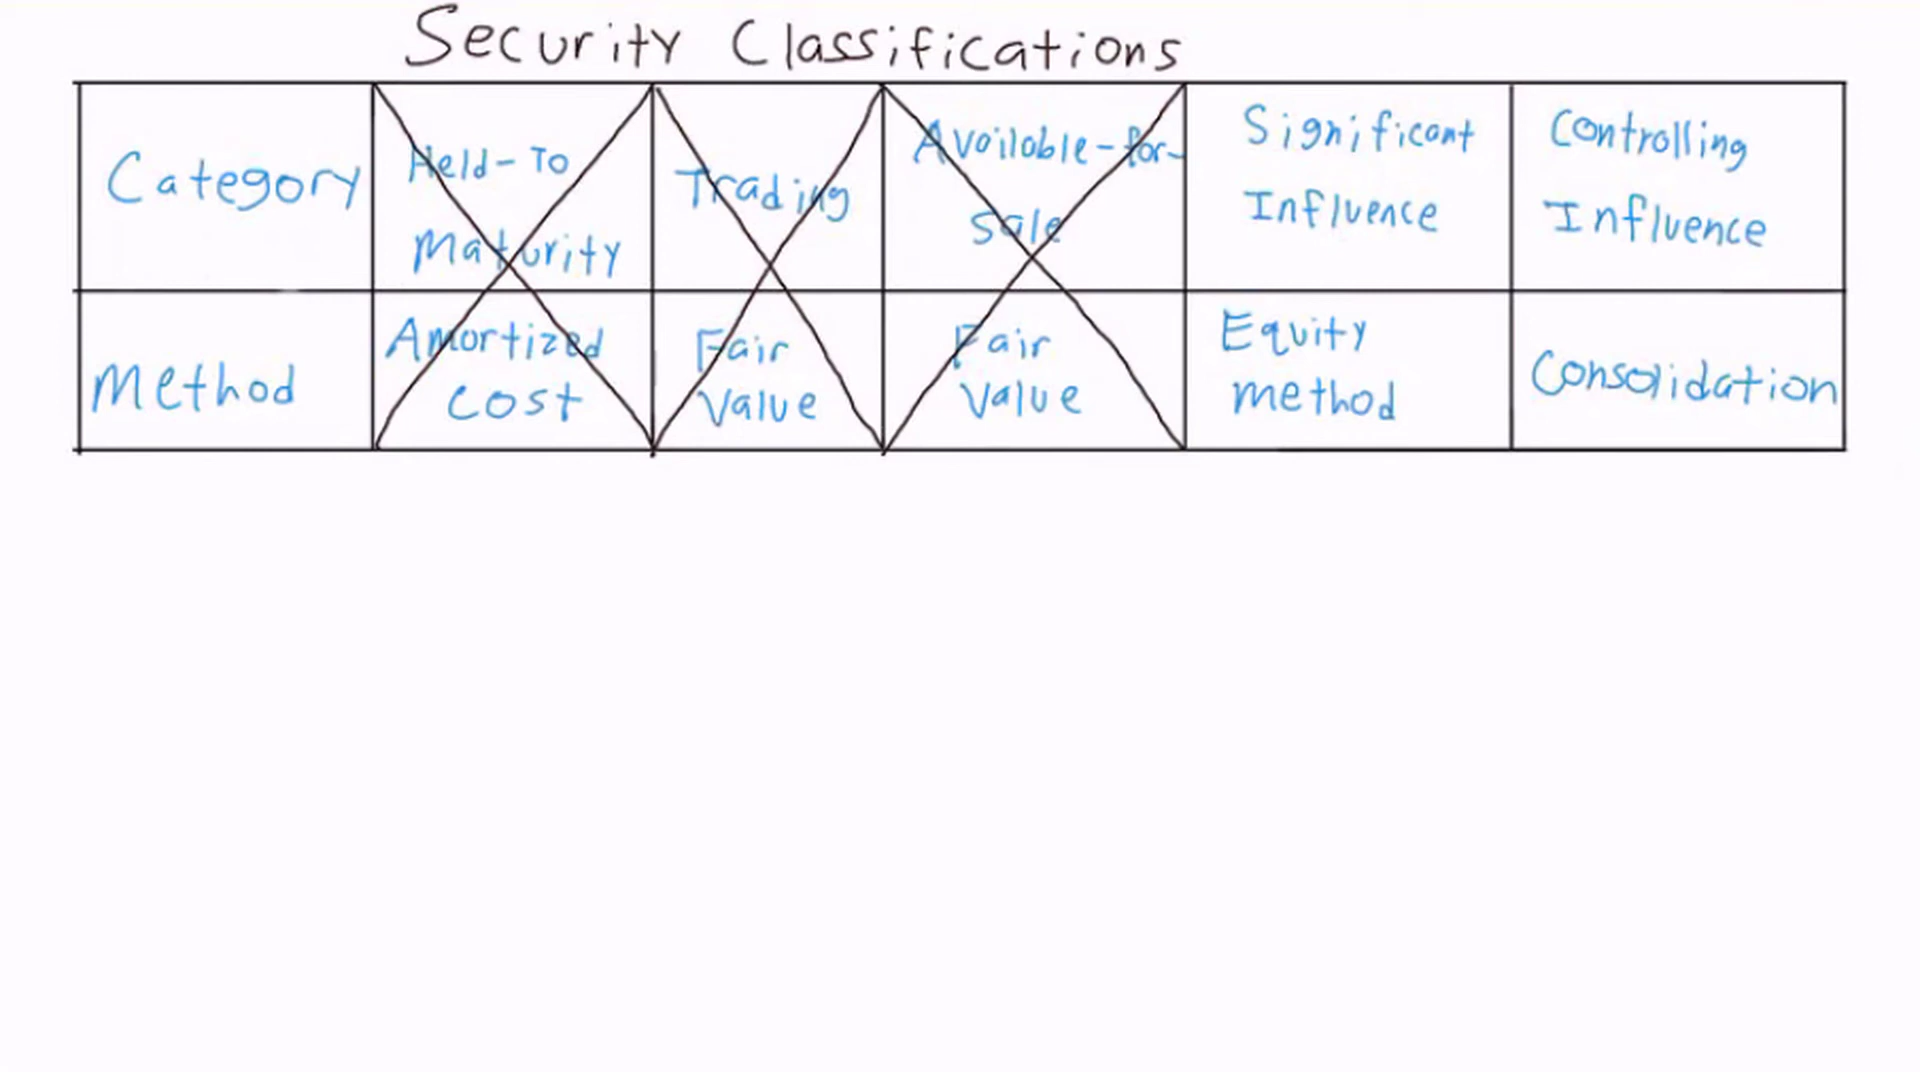 Security Classifications
Category
Held-To
Maturity
Trading
Available-for-
Sale
Significant
Influence
Controlling
Influence
Method
Amortized
Cost
Fair
Value
Fair
Value
Equity
method
Consolidation